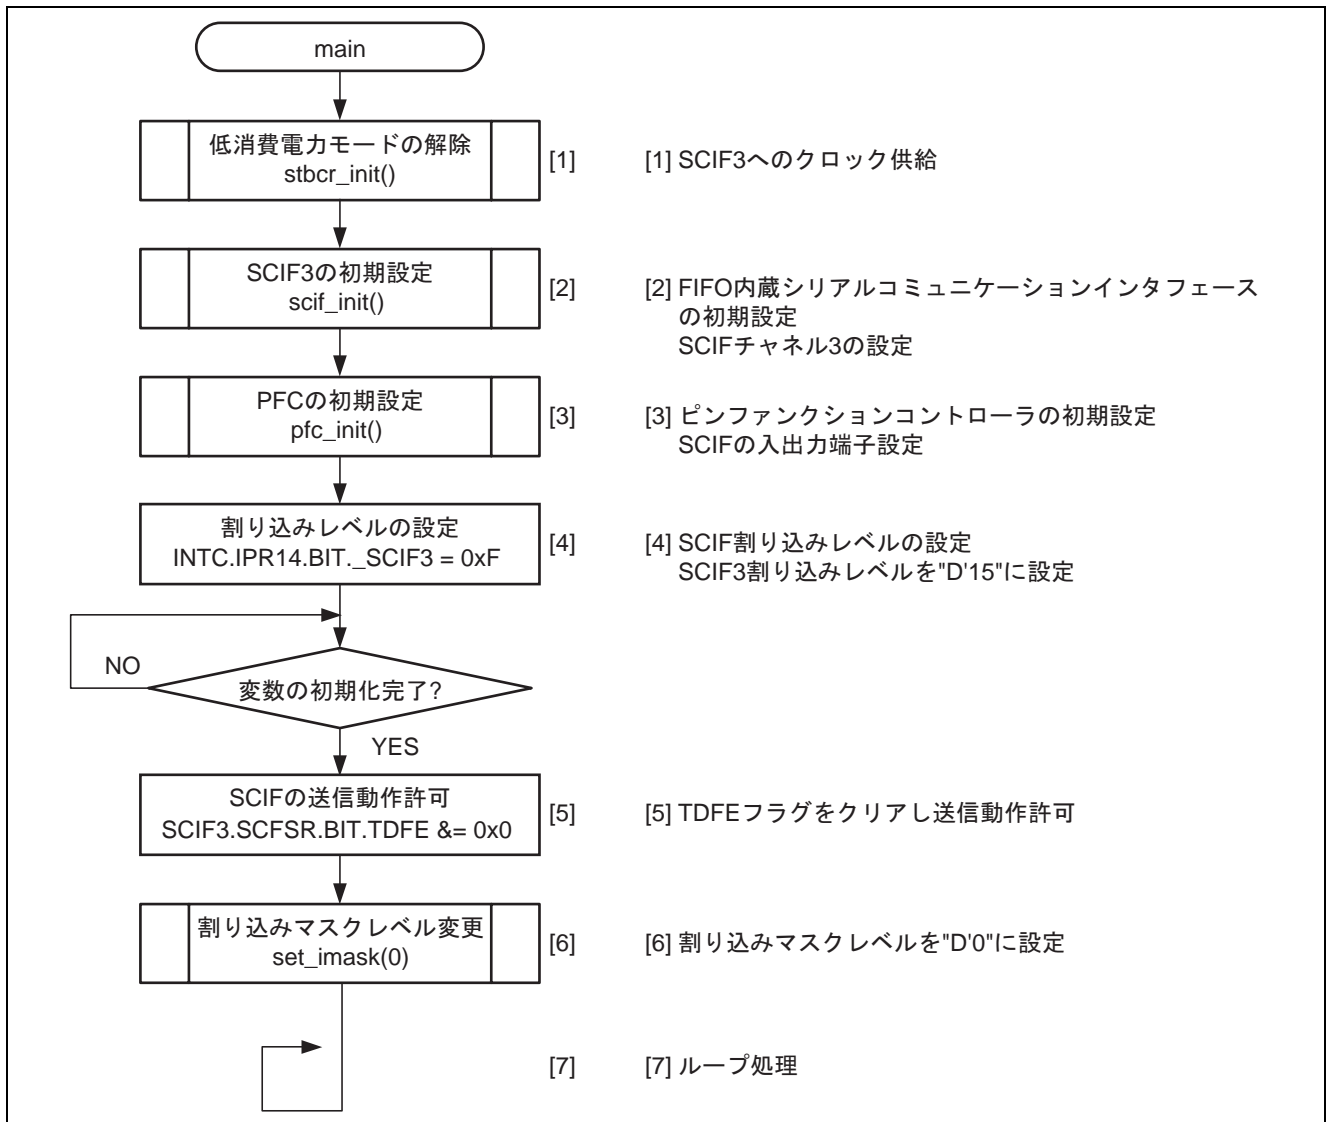 main
低消費電力モードの解除
stbcr_init()
[1]
[1] SCIF3へのクロック供給
SCIF3の初期設定
scif_init()
[2]
[2] FIFO内蔵シリアルコミュニケーションインタフェース
の初期設定
SCIFチャネル3の設定
PFCの初期設定
pfc_init()
[3]
[3] ピンファンクションコントローラの初期設定
SCIFの入出力端子設定
割り込みレベルの設定
INTC.IPR14.BIT._SCIF3 = 0xF
[4]
[4] SCIF割り込みレベルの設定
SCIF3割り込みレベルを"D'15"に設定
NO
変数の初期化完了?
YES
SCIFの送信動作許可
SCIF3.SCFSR.BIT.TDFE &= 0x0
[5]
[5] TDFEフラグをクリアし送信動作許可
割り込みマスクレベル変更
set_imask(0)
[6]
[6] 割り込みマスクレベルを"D'0"に設定
[7]
[7] ループ処理